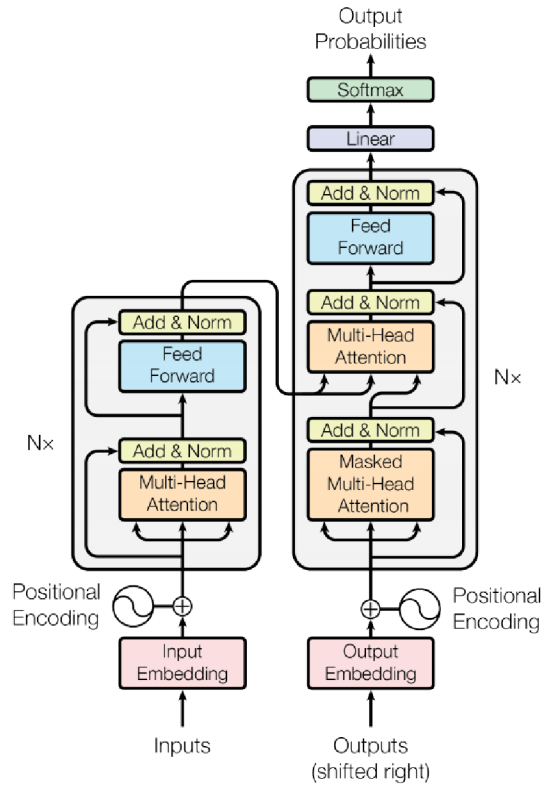 Output
Probabilities
Softmax
Linear
Add & Norm
Feed
Forward
Add & Norm
Multi-Head
Attention
Add & Norm
Masked
Multi-Head
Attention
N×
Add & Norm
Feed
Forward
Add & Norm
Multi-Head
Attention
N×
Positional
Encoding
Positional
Encoding
Input
Embedding
Output
Embedding
Inputs
Outputs
(shifted right)